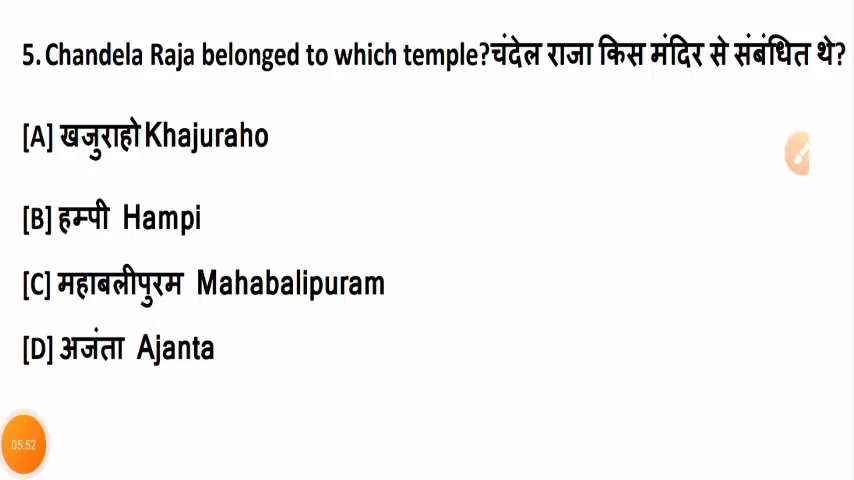 5. Chandela Raja belonged to which temple?चंदेल राजा किस मंदिर से संबंधित थे?
[A] खजुराहो Khajuraho
[B] हम्पी Hampi
[C] महाबलीपुरम Mahabalipuram
[D] अजंता Ajanta
05:52